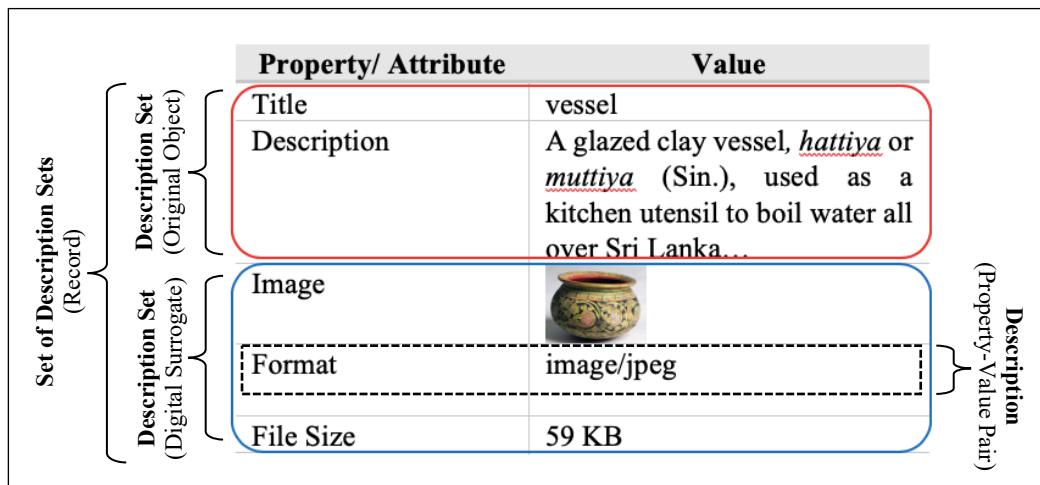 Property/ Attribute
Value
Title
vessel
Description
A glazed clay vessel, hattiya or
muttiya (Sin.), used as a
kitchen utensil to boil water all
over Sri Lanka…
Image
Format
image/jpeg
File Size
59 KB
Set of Description Sets
(Record)
Description Set
(Original Object)
Description Set
(Digital Surrogate)
Description
(Property-Value Pair)